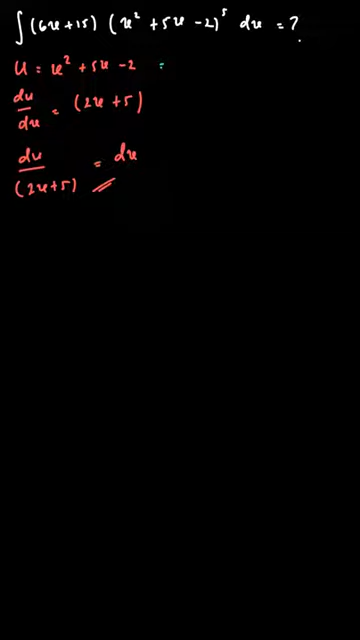 ∫ (6x+15) (x² + 5x - 2)⁵ dx = ?
u = x² + 5x - 2 =
du/dx = (2x + 5)
du/(2x+5) = dx